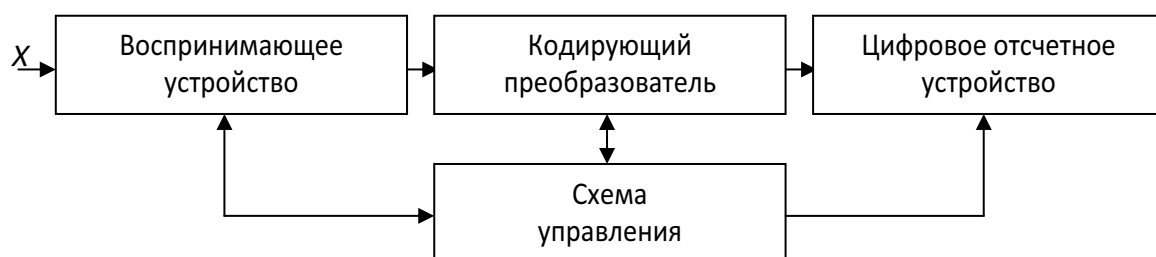 X
Воспринимающее
устройство
Кодирующий
преобразователь
Цифровое отсчетное
устройство
Схема
управления